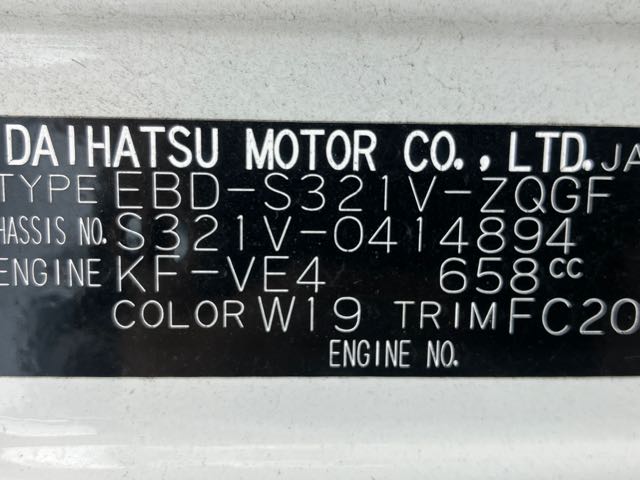 DAIHATSU MOTOR CO., LTD. JA
TYPE EBD-S321V-ZQGF
HASSIS NO. S321V-0414894
ENGINE KF-VE4 658cc
COLOR W19 TRIM FC20
ENGINE NO.